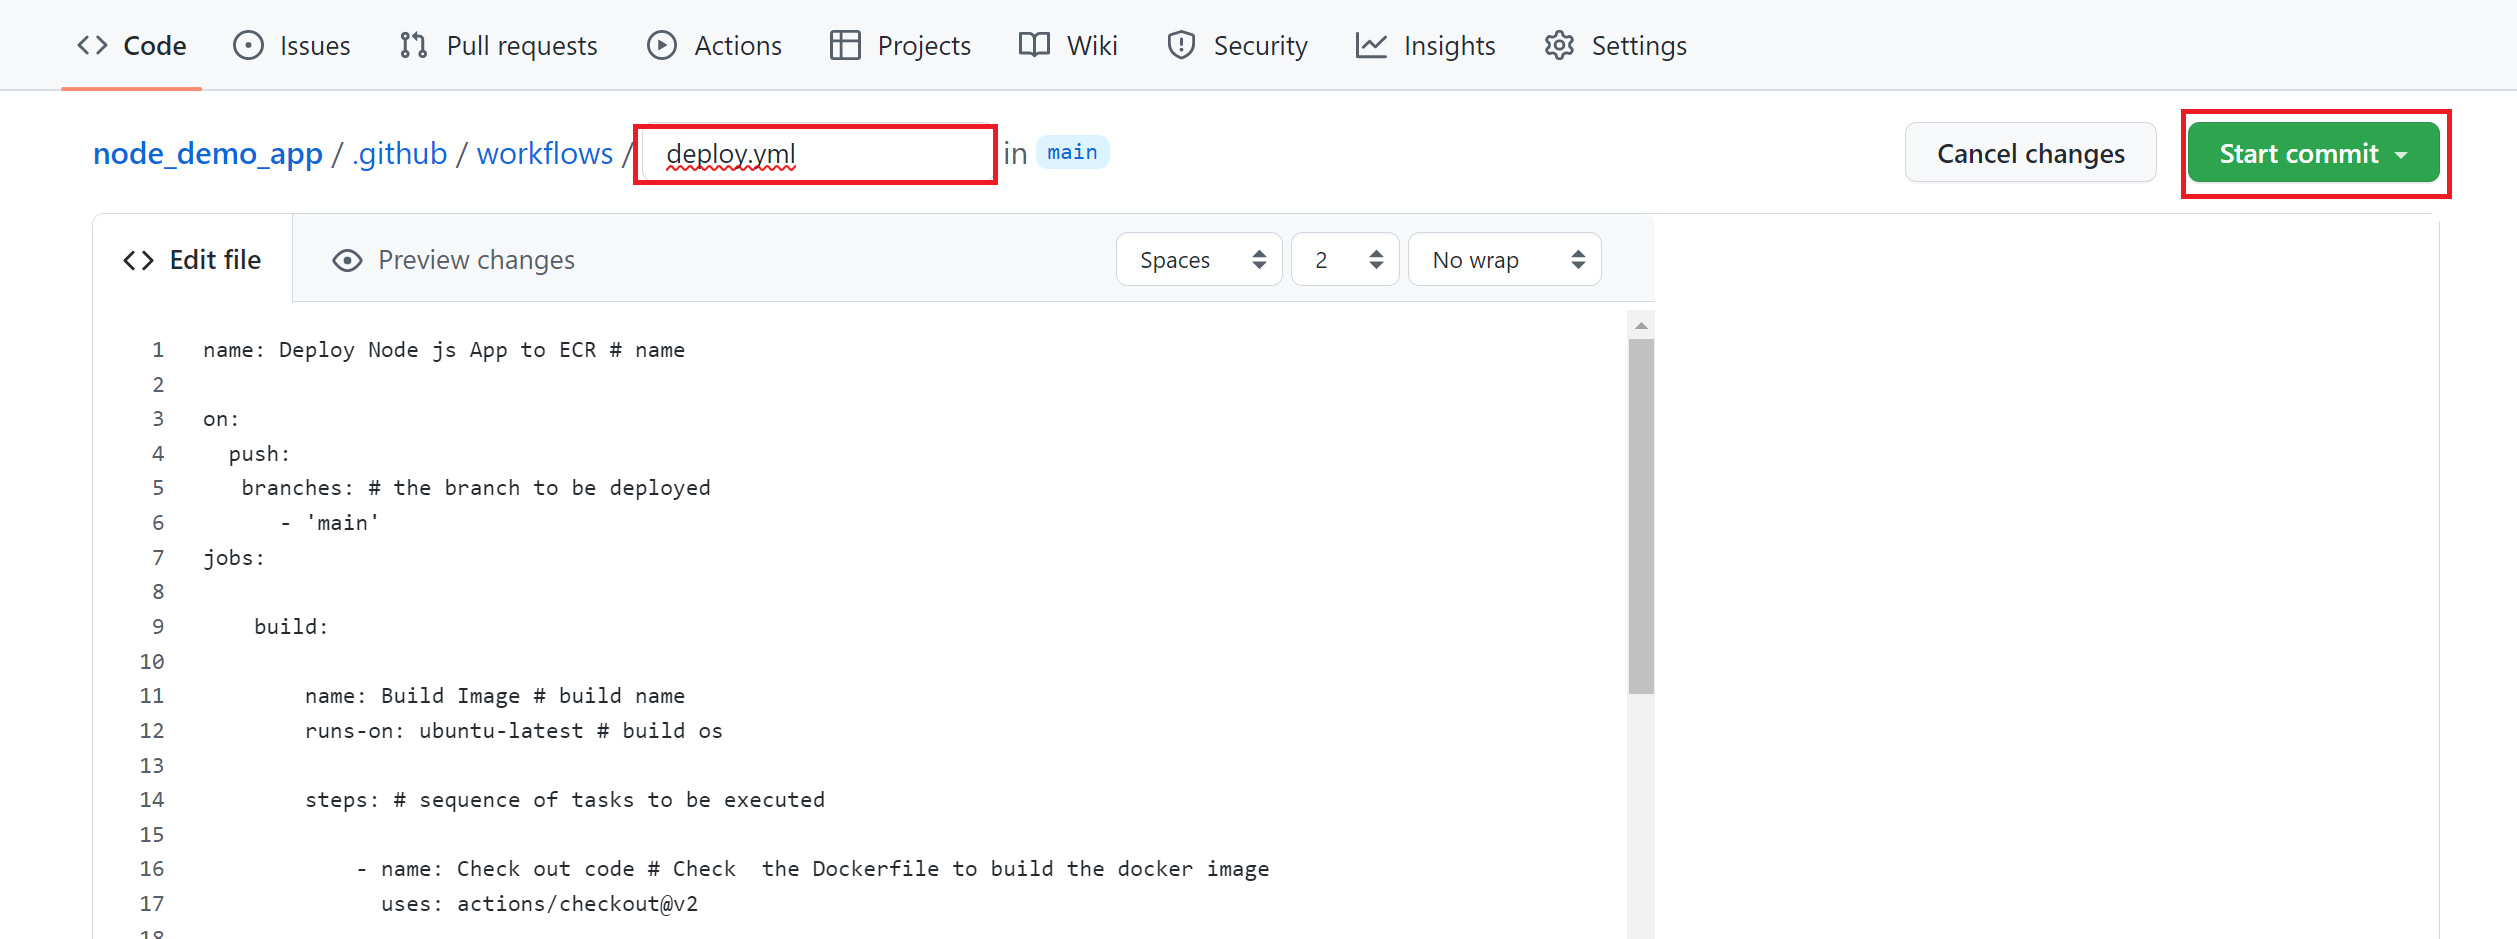 Code Issues Pull requests Actions Projects Wiki Security Insights Settings
node_demo_app / .github / workflows / deploy.yml in main Cancel changes Start commit
Edit file Preview changes Spaces 2 No wrap
1 name: Deploy Node js App to ECR # name
2
3 on:
4 push:
5 branches: # the branch to be deployed
6 - 'main'
7 jobs:
8
9 build:
10
11 name: Build Image # build name
12 runs-on: ubuntu-latest # build os
13
14 steps: # sequence of tasks to be executed
15
16 - name: Check out code # Check  the Dockerfile to build the docker image
17 uses: actions/checkout@v2
18